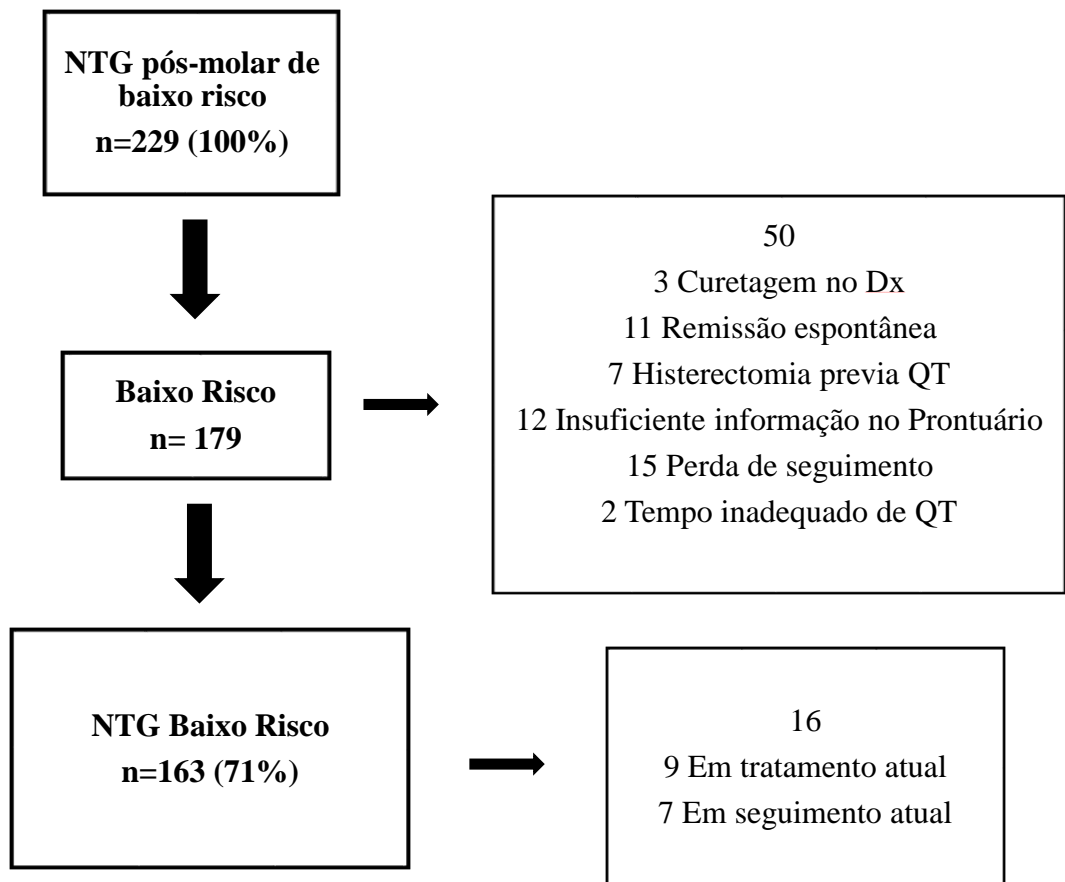 NTG pós-molar de
baixo risco
n=229 (100%)
50
3 Curetagem no Dx
11 Remissão espontânea
7 Histerectomia previa QT
12 Insuficiente informação no Prontuário
15 Perda de seguimento
2 Tempo inadequado de QT
Baixo Risco
n= 179
NTG Baixo Risco
n=163 (71%)
16
9 Em tratamento atual
7 Em seguimento atual